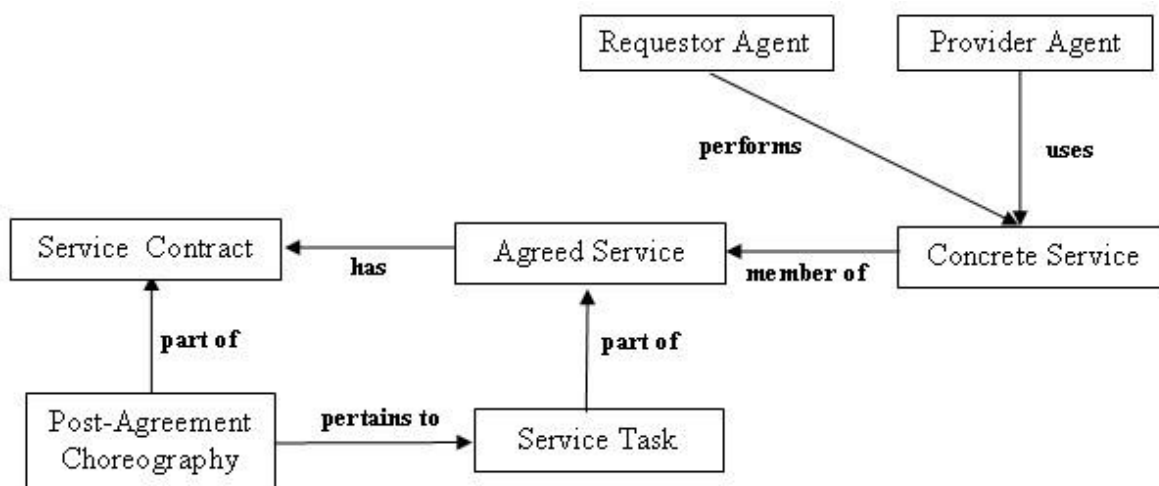 Requestor Agent
Provider Agent
performs
uses
Service Contract
has
Agreed Service
member of
Concrete Service
part of
part of
Post-Agreement
Choreography
pertains to
Service Task